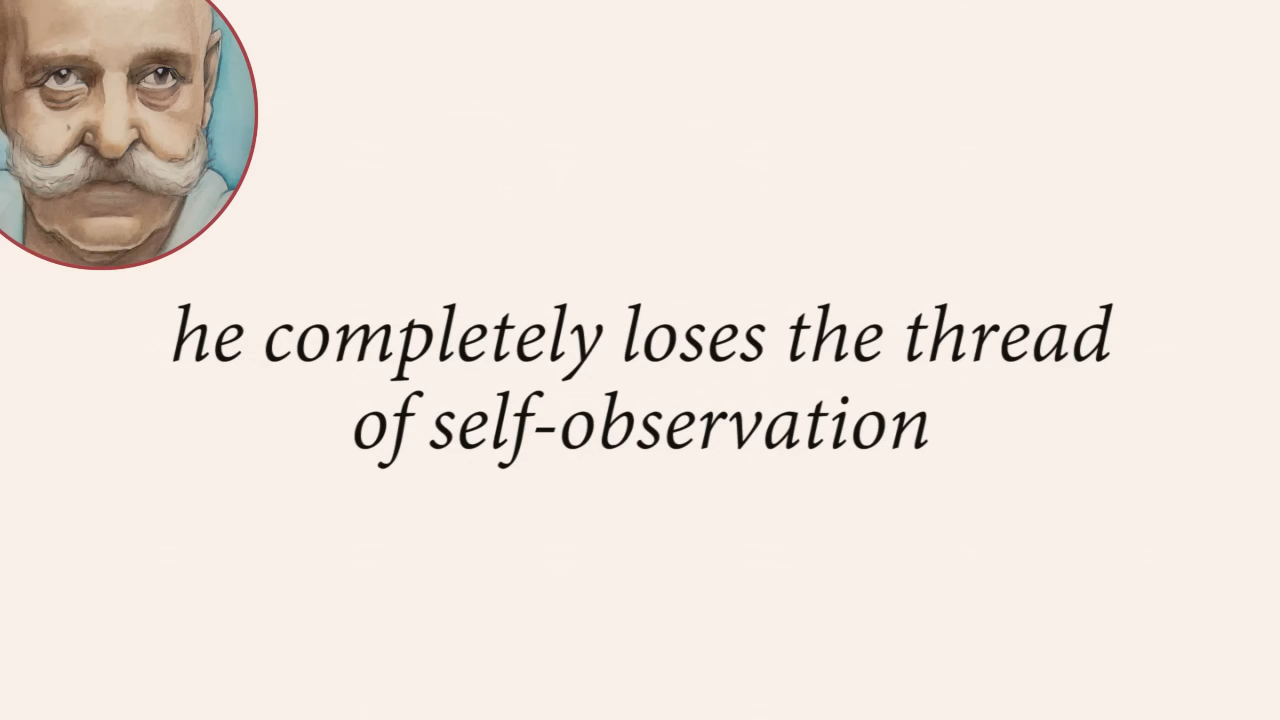 he completely loses the thread
of self-observation